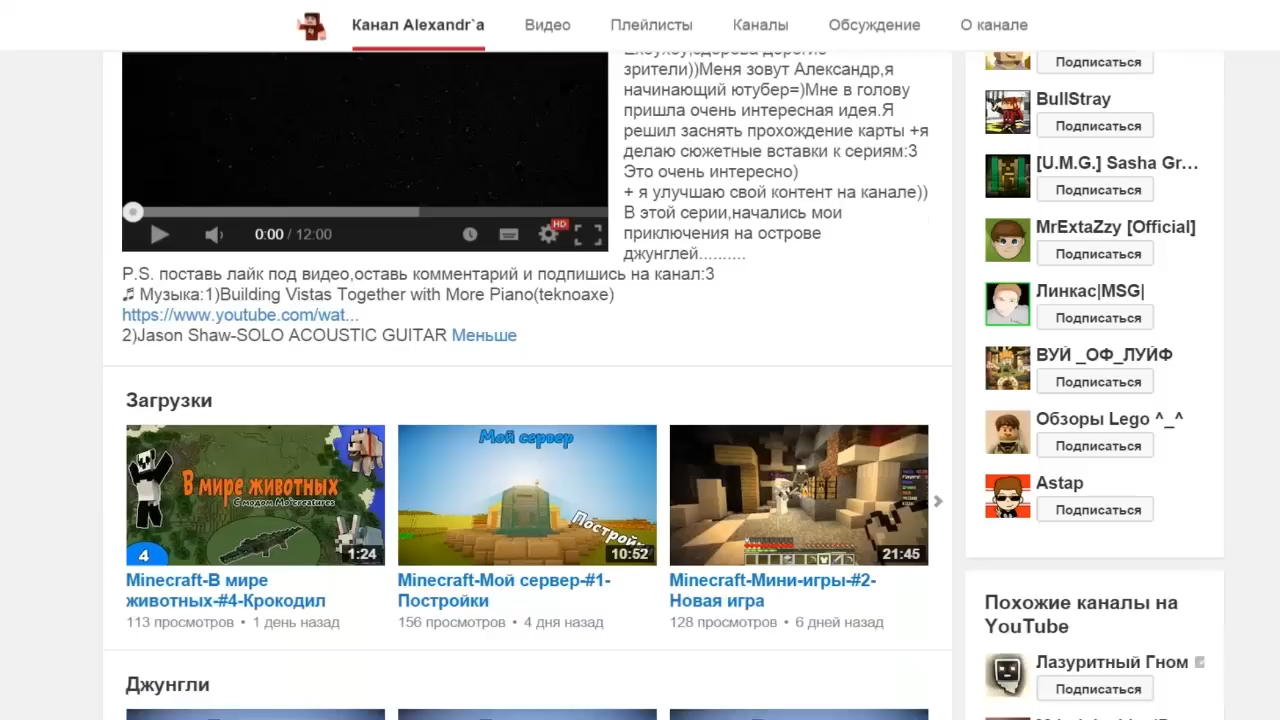 Канал Alexandr`a
Видео
Плейлисты
Каналы
Обсуждение
О канале
зрители))Меня зовут Александр,я
начинающий ютубер=)Мне в голову
пришла очень интересная идея.Я
решил заснять прохождение карты +я
делаю сюжетные вставки к сериям:3
Это очень интересно)
+ я улучшаю свой контент на канале))
В этой серии,начались мои
приключения на острове
джунглей..........
0:00 / 12:00
HD
P.S. поставь лайк под видео,оставь комментарий и подпишись на канал:3
♬ Музыка:1)Building Vistas Together with More Piano(teknoaxe)
https://www.youtube.com/wat...
2)Jason Shaw-SOLO ACOUSTIC GUITAR Меньше
Загрузки
В мире животных
С модом Mo'creatures
4
1:24
Minecraft-В мире
животных-#4-Крокодил
113 просмотров • 1 день назад
Мой сервер
Построй
10:52
Minecraft-Мой сервер-#1-
Постройки
156 просмотров • 4 дня назад
21:45
Minecraft-Мини-игры-#2-
Новая игра
128 просмотров • 6 дней назад
Джунгли
Подписаться
BullStray
Подписаться
[U.M.G.] Sasha Gr...
Подписаться
MrExtaZzy [Official]
Подписаться
Линкас|MSG|
Подписаться
ВУЙ _ОФ_ЛУЙФ
Подписаться
Обзоры Lego ^_^
Подписаться
Astap
Подписаться
Похожие каналы на
YouTube
Лазуритный Гном
Подписаться